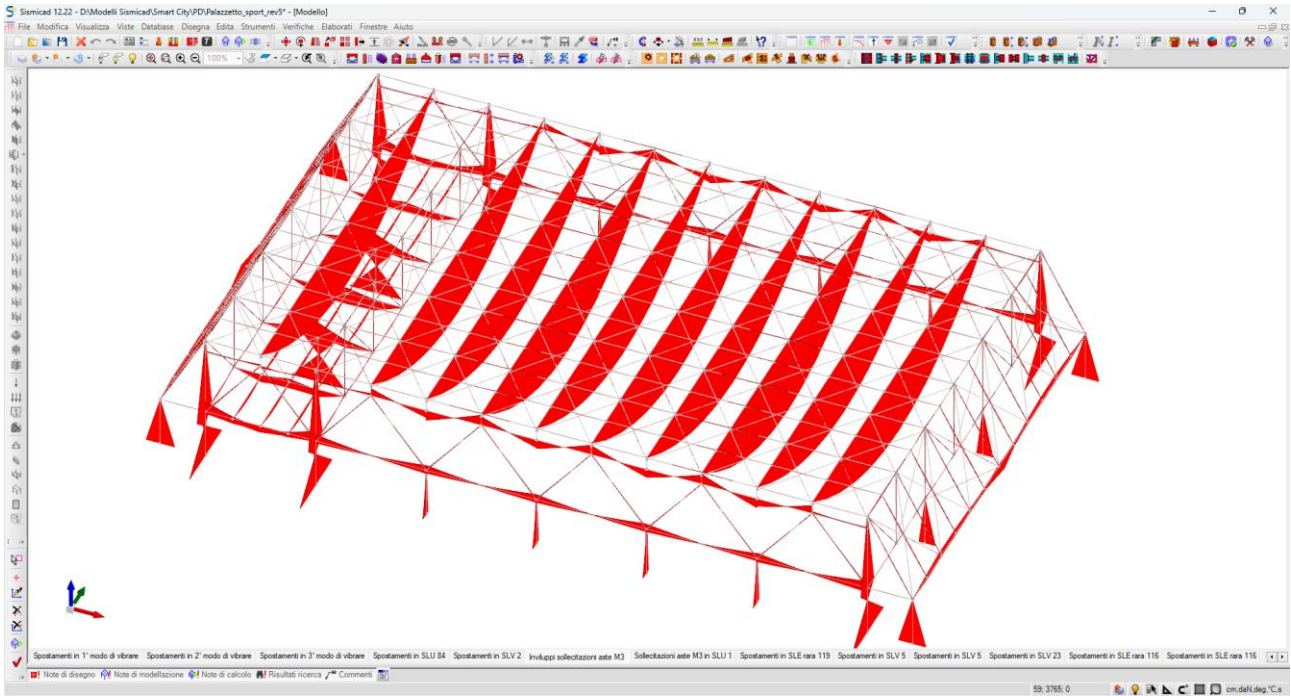 Sismicad 12.22 - D:\Modelli Sismicad\Smart City\PD\Palazzetto_sport_rev5* - [Modello]
File Modifica Visualizza Viste Database Disegna Edita Strumenti Verifiche Elaborati Finestre Aiuto
100%
Spostamenti in 1° modo di vibrare Spostamenti in 2° modo di vibrare Spostamenti in 3° modo di vibrare Spostamenti in SLU 84 Spostamenti in SLV 2 Inviluppi sollecitazioni aste M3 Sollecitazioni aste M3 in SLU 1 Spostamenti in SLE rara 119 Spostamenti in SLV 5 Spostamenti in SLV 5 Spostamenti in SLV 23 Spostamenti in SLE rara 116 Spostamenti in SLE rara 116
Note di disegno Note di modellazione Note di calcolo Risultati ricerca Commenti
59; 3765; 0 cm,daN,deg,°C,s